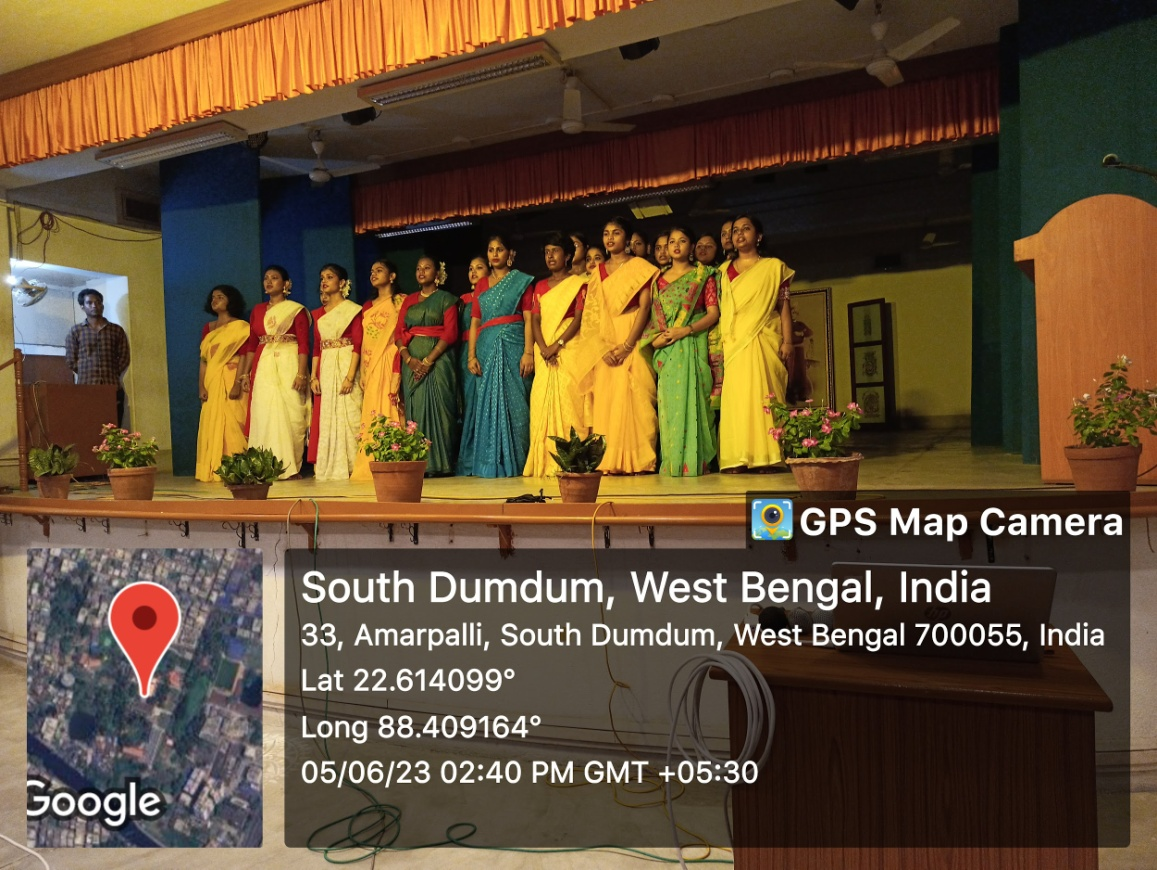 GPS Map Camera
South Dumdum, West Bengal, India
33, Amarpalli, South Dumdum, West Bengal 700055, India
Lat 22.614099°
Long 88.409164°
05/06/23 02:40 PM GMT +05:30
Google